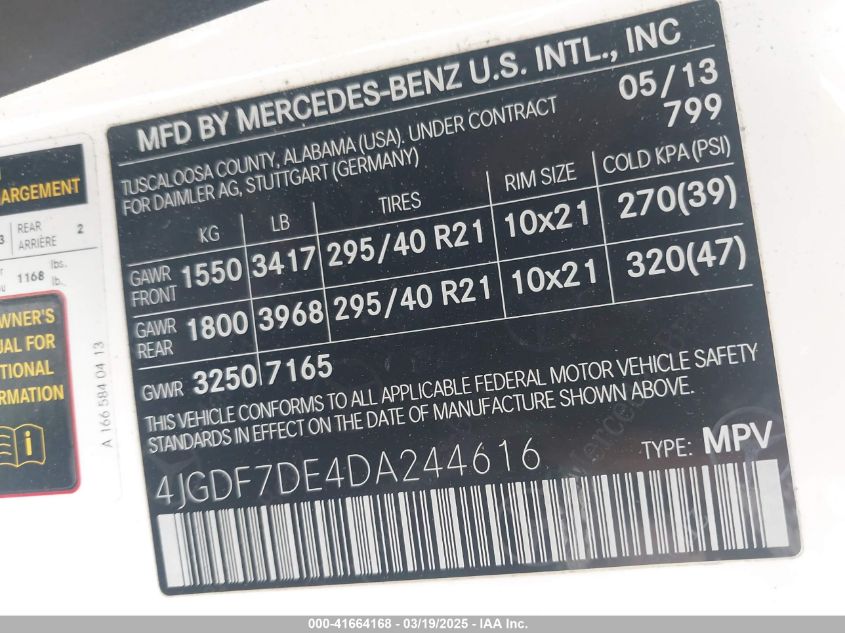 MFD BY MERCEDES-BENZ U.S. INTL., INC
05/13
TUSCALOOSA COUNTY, ALABAMA (USA). UNDER CONTRACT
799
FOR DAIMLER AG, STUTTGART (GERMANY)
KG LB TIRES RIM SIZE COLD KPA (PSI)
GAWR FRONT 1550 3417 295/40 R21 10x21 270(39)
GAWR REAR 1800 3968 295/40 R21 10x21 320(47)
GVWR 3250 7165
THIS VEHICLE CONFORMS TO ALL APPLICABLE FEDERAL MOTOR VEHICLE SAFETY
STANDARDS IN EFFECT ON THE DATE OF MANUFACTURE SHOWN ABOVE.
4JGDF7DE4DA244616 TYPE: MPV
ARGEMENT
3 REAR 2
ARRIÈRE
1168 lbs.
lb.
WNER'S
UAL FOR
TIONAL
RMATION
i
A 166 584 04 13
000-41664168 - 03/19/2025 - IAA Inc.